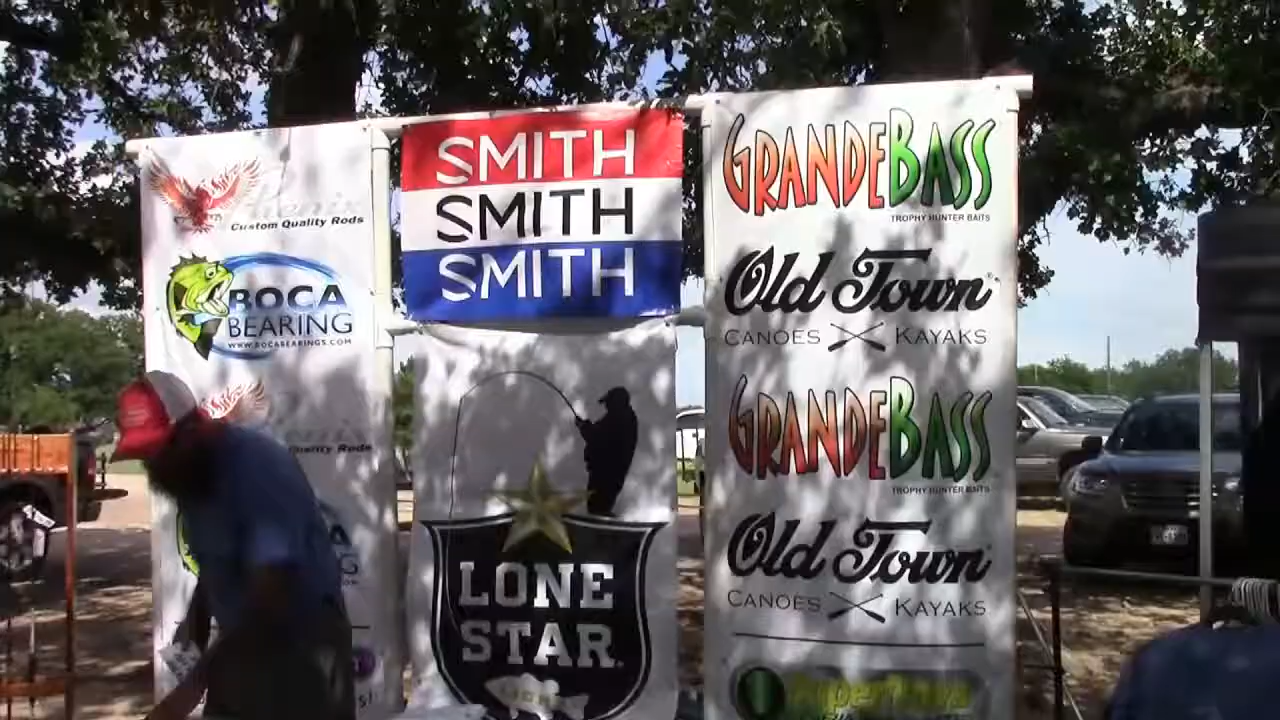 Custom Quality Rods
BOCA
BEARING
WWW.BOCABEARINGS.COM
Quality Rods
SMITH
SMITH
SMITH
LONE
STAR
GRANDEBASS
TROPHY HUNTER BAITS
Old Town
CANOES KAYAKS
GRANDEBASS
TROPHY HUNTER BAITS
Old Town
CANOES KAYAKS